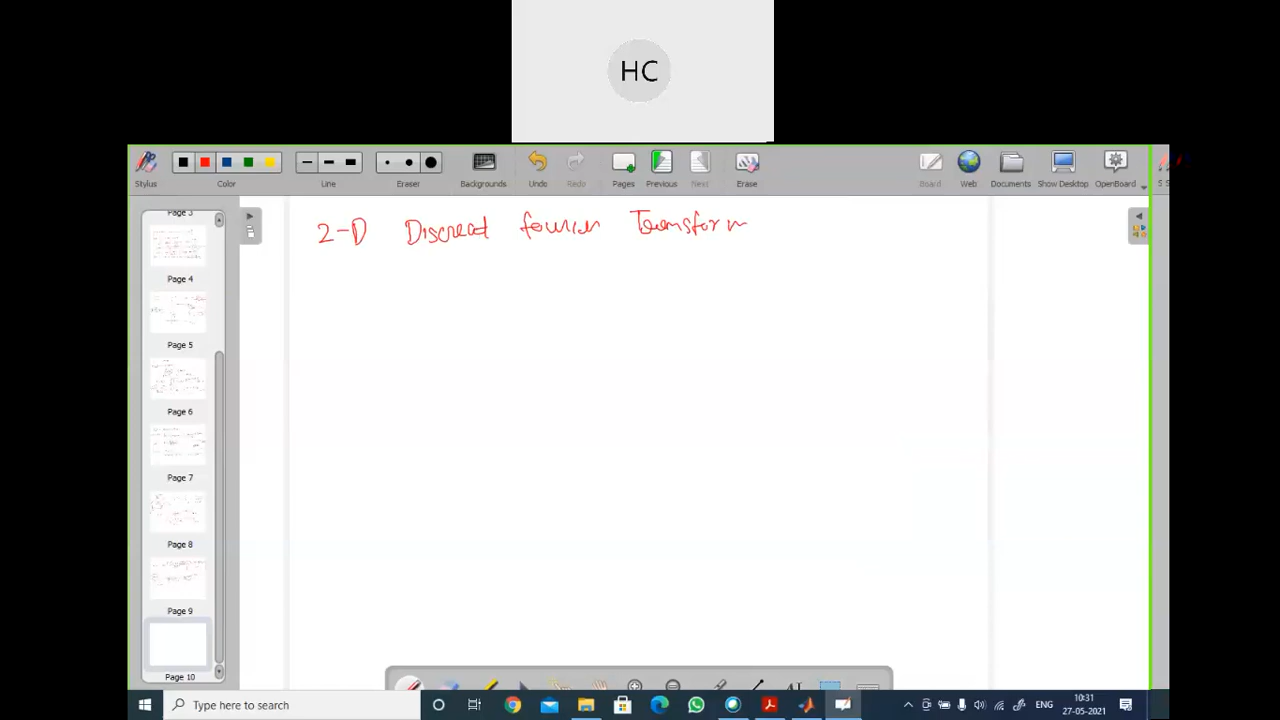 HC
Stylus
Color
Line
Eraser
Backgrounds
Undo
Redo
Pages
Previous
Next
Erase
Board
Web
Documents
Show Desktop
OpenBoard
2-D Discreat fourier Transform
Page 3
Page 4
Page 5
Page 6
Page 7
Page 8
Page 9
Page 10
Type here to search
ENG
10:31
27-05-2021